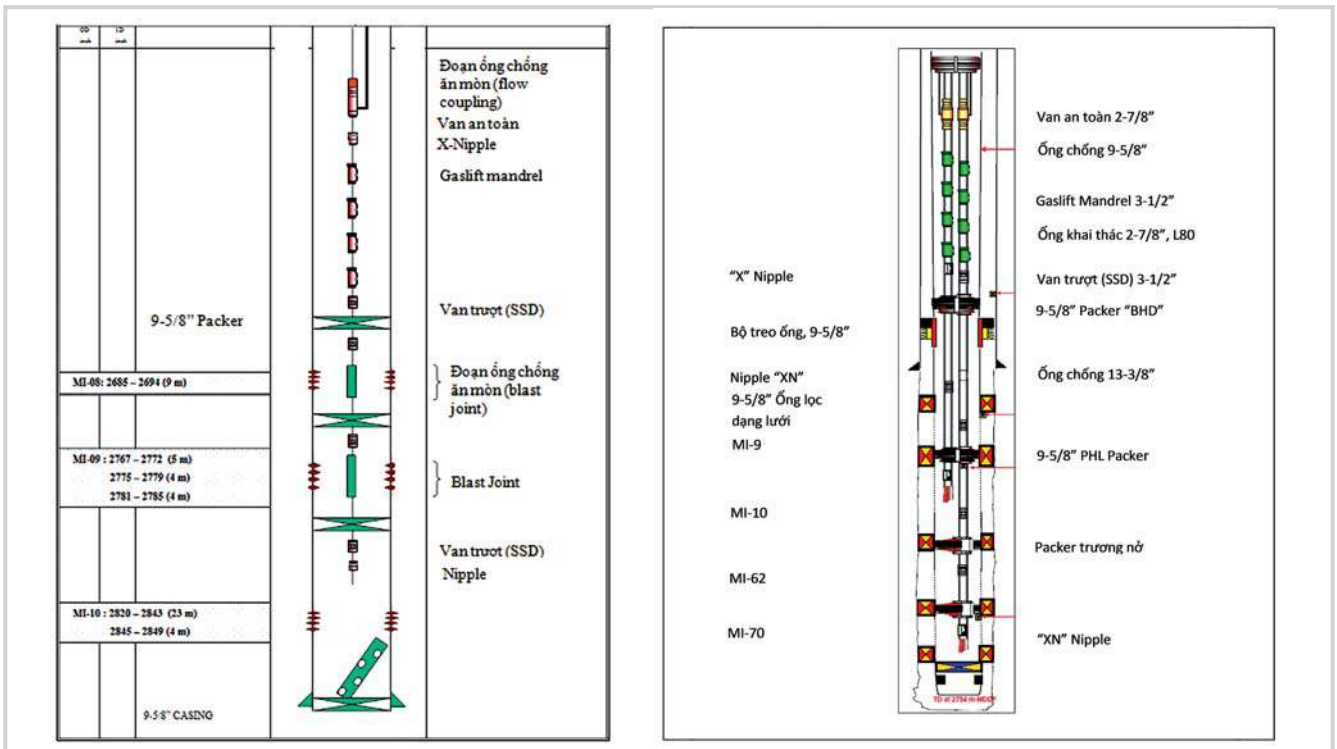 Đoạn ống chống
ăn mòn (flow
coupling)
Van an toàn
X-Nipple
Gaslift mandrel
Van trượt (SSD)
9-5/8” Packer
Đoạn ống chống
ăn mòn (blast
joint)
MI-08: 2685 – 2694 (9 m)
MI-09 : 2767 – 2772 (5 m)
2775 – 2779 (4 m)
2781 – 2785 (4 m)
Blast Joint
Van trượt (SSD)
Nipple
MI-10 : 2820 – 2843 (23 m)
2845 – 2849 (4 m)
9-5/8” CASING
Van an toàn 2-7/8”
Ống chống 9-5/8”
Gaslift Mandrel 3-1/2”
Ống khai thác 2-7/8”, L80
“X” Nipple
Van trượt (SSD) 3-1/2”
9-5/8” Packer “BHD”
Bộ treo ống, 9-5/8”
Ống chống 13-3/8”
Nipple “XN”
9-5/8” Ống lọc
dạng lưới
MI-9
9-5/8” PHL Packer
MI-10
Packer trương nở
MI-62
MI-70
“XN” Nipple
TD at 2794 m-MDDF